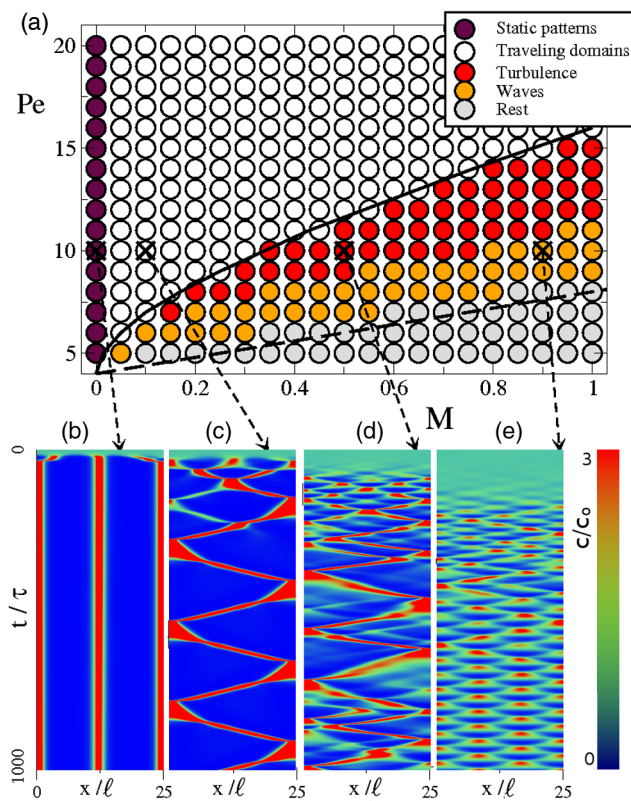 (a)
20
Pe
15
10
5
Static patterns
Traveling domains
Turbulence
Waves
Rest
0 0.2 0.4 0.6 0.8 1
M
(b) (c) (d) (e)
0
t / τ
1000
3
c/c₀
0
0 x/ℓ 25 x/ℓ 25 x/ℓ 25 x/ℓ 25